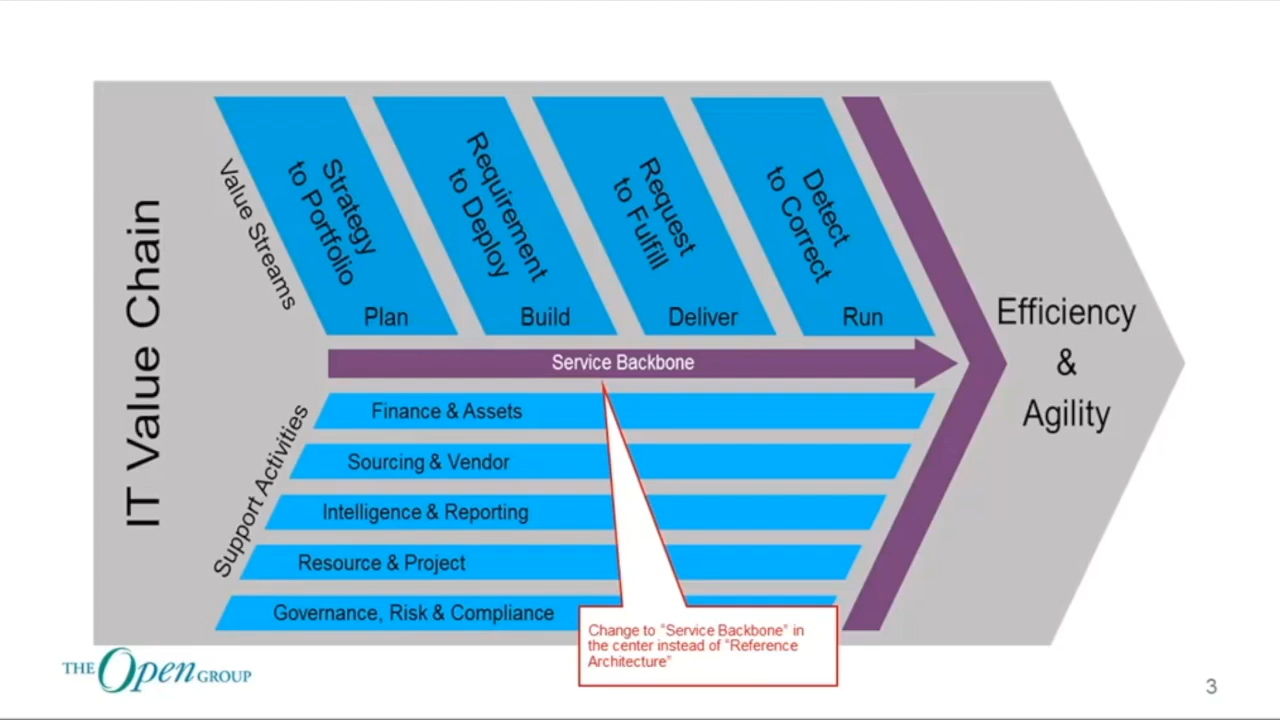 IT Value Chain
Value Streams
Strategy
to Portfolio
Plan
Requirement
to Deploy
Build
Request
to Fulfill
Deliver
Detect
to Correct
Run
Service Backbone
Efficiency
&
Agility
Support Activities
Finance & Assets
Sourcing & Vendor
Intelligence & Reporting
Resource & Project
Governance, Risk & Compliance
Change to "Service Backbone" in
the center instead of "Reference
Architecture"
THE Open GROUP
3